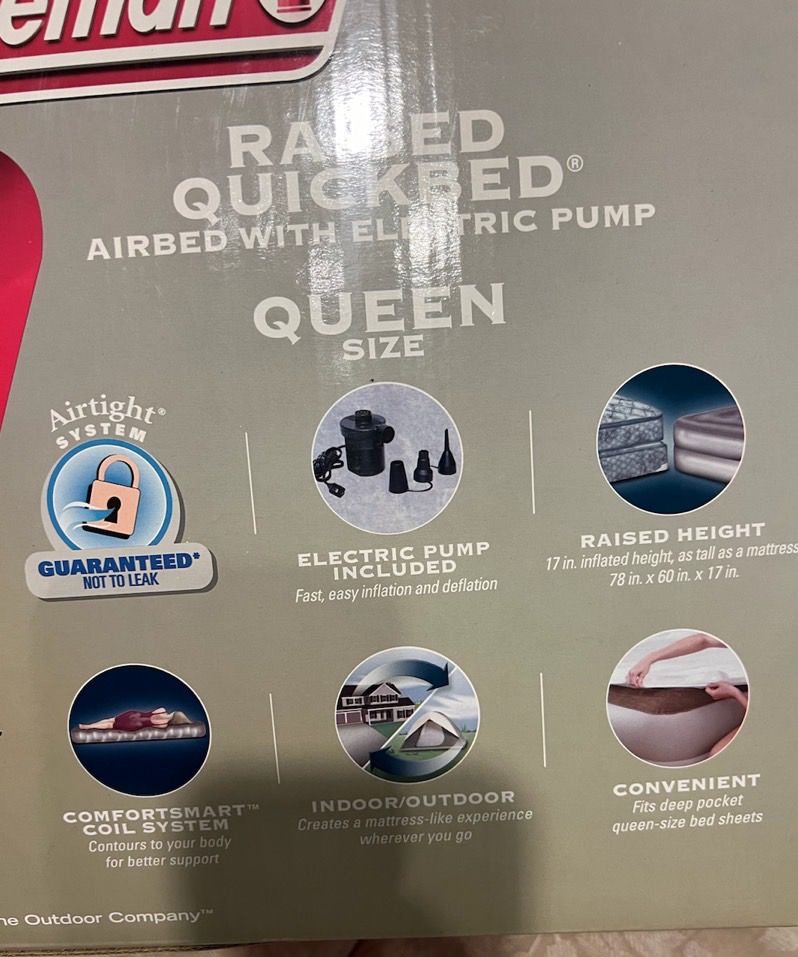 RAISED
QUICKBED®
AIRBED WITH ELECTRIC PUMP
QUEEN
SIZE
Airtight®
SYSTEM
GUARANTEED*
NOT TO LEAK
ELECTRIC PUMP
INCLUDED
Fast, easy inflation and deflation
RAISED HEIGHT
17 in. inflated height, as tall as a mattress
78 in. x 60 in. x 17 in.
COMFORTSMART™
COIL SYSTEM
Contours to your body
for better support
INDOOR/OUTDOOR
Creates a mattress-like experience
wherever you go
CONVENIENT
Fits deep pocket
queen-size bed sheets
Outdoor Company™